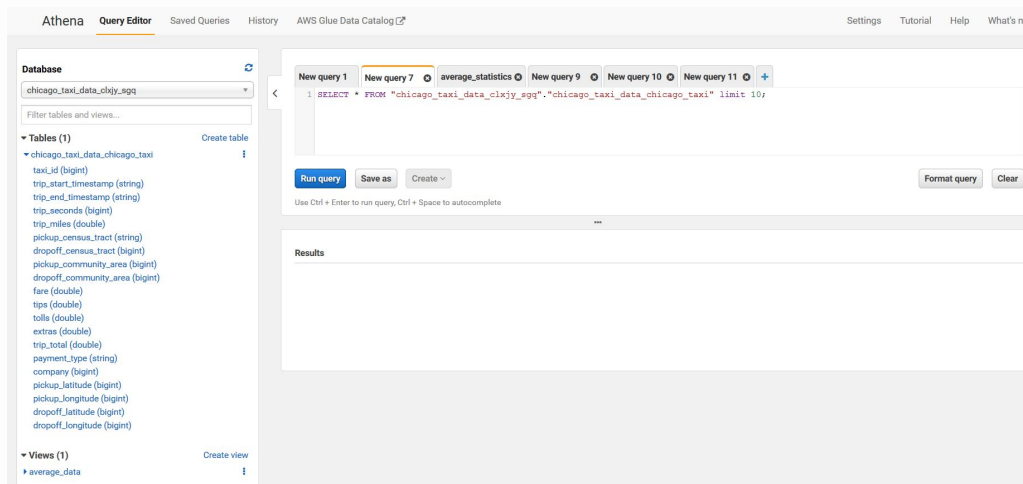 Athena Query Editor Saved Queries History AWS Glue Data Catalog Settings Tutorial Help What's n
Database
chicago_taxi_data_clxjy_sgq
Filter tables and views...
Tables (1) Create table
chicago_taxi_data_chicago_taxi
taxi_id (bigint)
trip_start_timestamp (string)
trip_end_timestamp (string)
trip_seconds (bigint)
trip_miles (double)
pickup_census_tract (string)
dropoff_census_tract (bigint)
pickup_community_area (bigint)
dropoff_community_area (bigint)
fare (double)
tips (double)
tolls (double)
extras (double)
trip_total (double)
payment_type (string)
company (bigint)
pickup_latitude (bigint)
pickup_longitude (bigint)
dropoff_latitude (bigint)
dropoff_longitude (bigint)
Views (1) Create view
average_data
New query 1 New query 7 average_statistics New query 9 New query 10 New query 11 +
1 SELECT * FROM "chicago_taxi_data_clxjy_sgq"."chicago_taxi_data_chicago_taxi" limit 10;
Run query Save as Create Format query Clear
Use Ctrl + Enter to run query, Ctrl + Space to autocomplete
Results